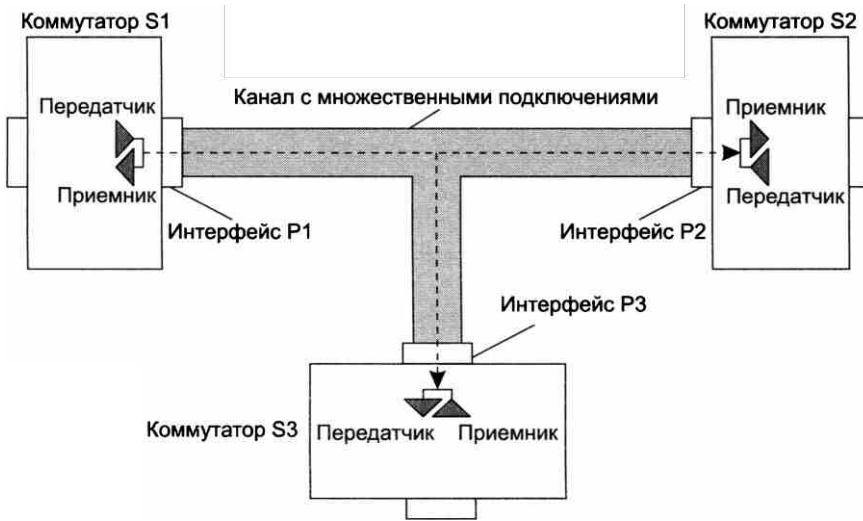 Коммутатор S1
Коммутатор S2
Канал с множественными подключениями
Передатчик
Приемник
Приемник
Передатчик
Интерфейс P1
Интерфейс P2
Интерфейс P3
Коммутатор S3
Передатчик
Приемник